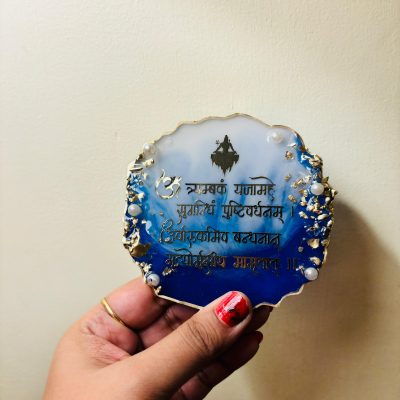 ॐ त्र्यम्बकं यजामहे
सुगन्धिं पुष्टिवर्धनम् ।
उर्वारुकमिव बन्धनान्
मृत्योर्मुक्षीय मामृतात् ।।